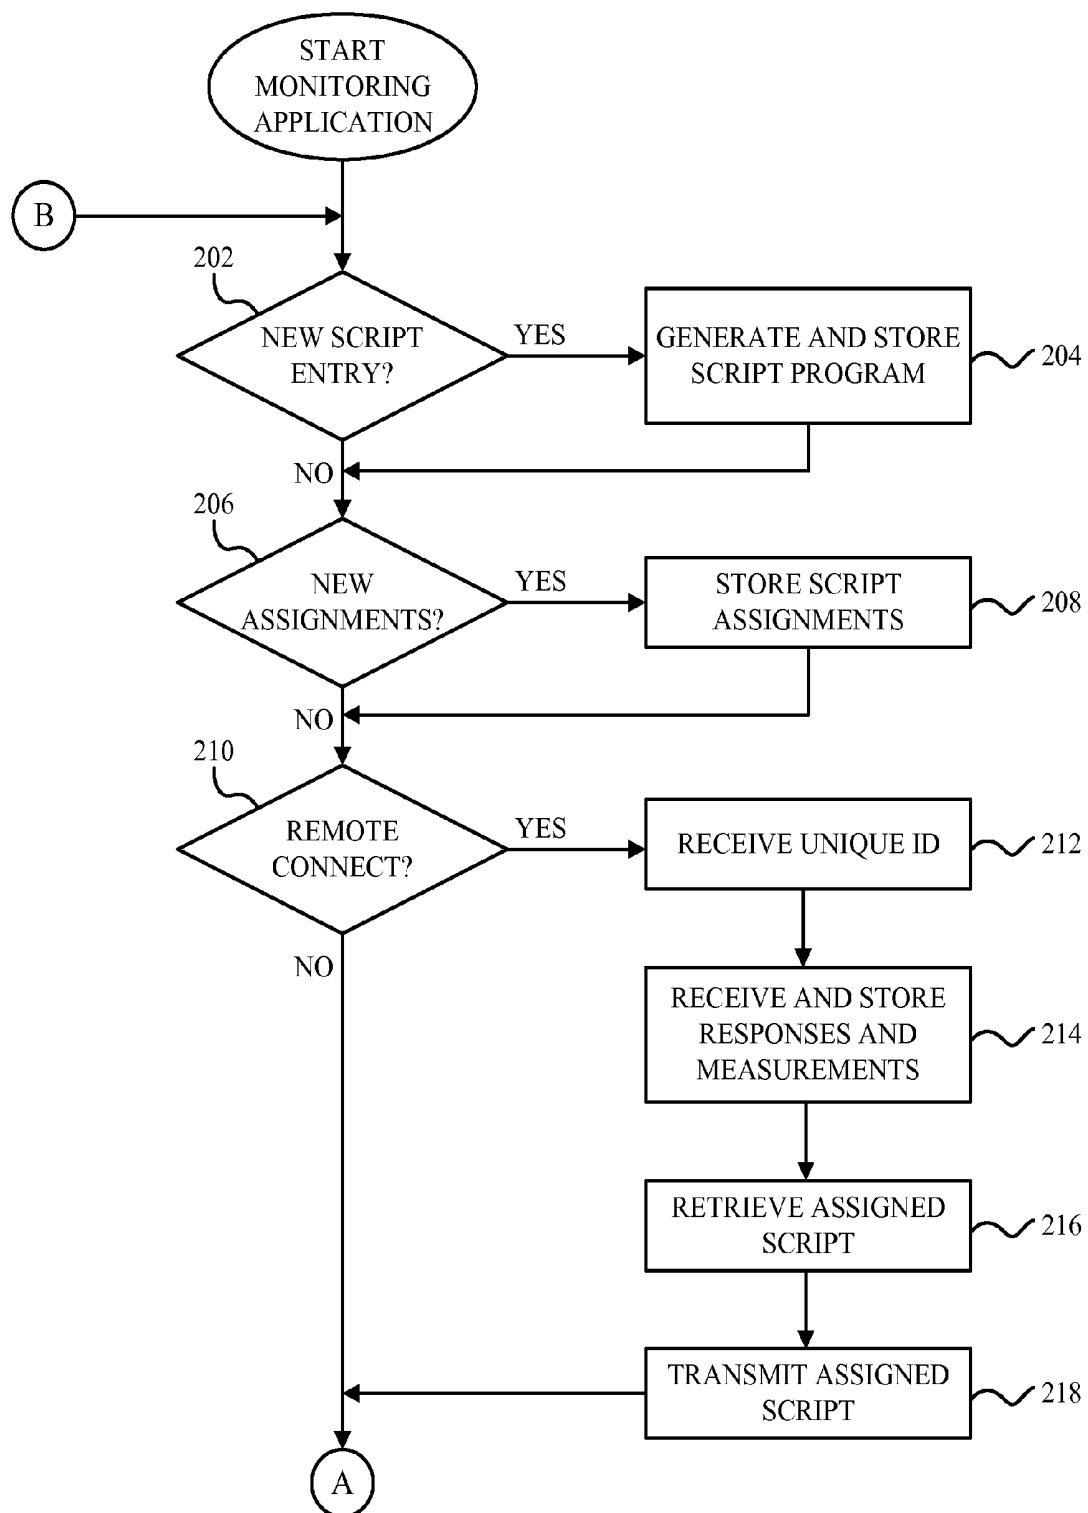 START
MONITORING
APPLICATION
B
202
NEW SCRIPT
ENTRY?
YES
GENERATE AND STORE
SCRIPT PROGRAM
204
NO
206
NEW
ASSIGNMENTS?
YES
STORE SCRIPT
ASSIGNMENTS
208
NO
210
REMOTE
CONNECT?
YES
RECEIVE UNIQUE ID
212
NO
RECEIVE AND STORE
RESPONSES AND
MEASUREMENTS
214
RETRIEVE ASSIGNED
SCRIPT
216
TRANSMIT ASSIGNED
SCRIPT
218
A